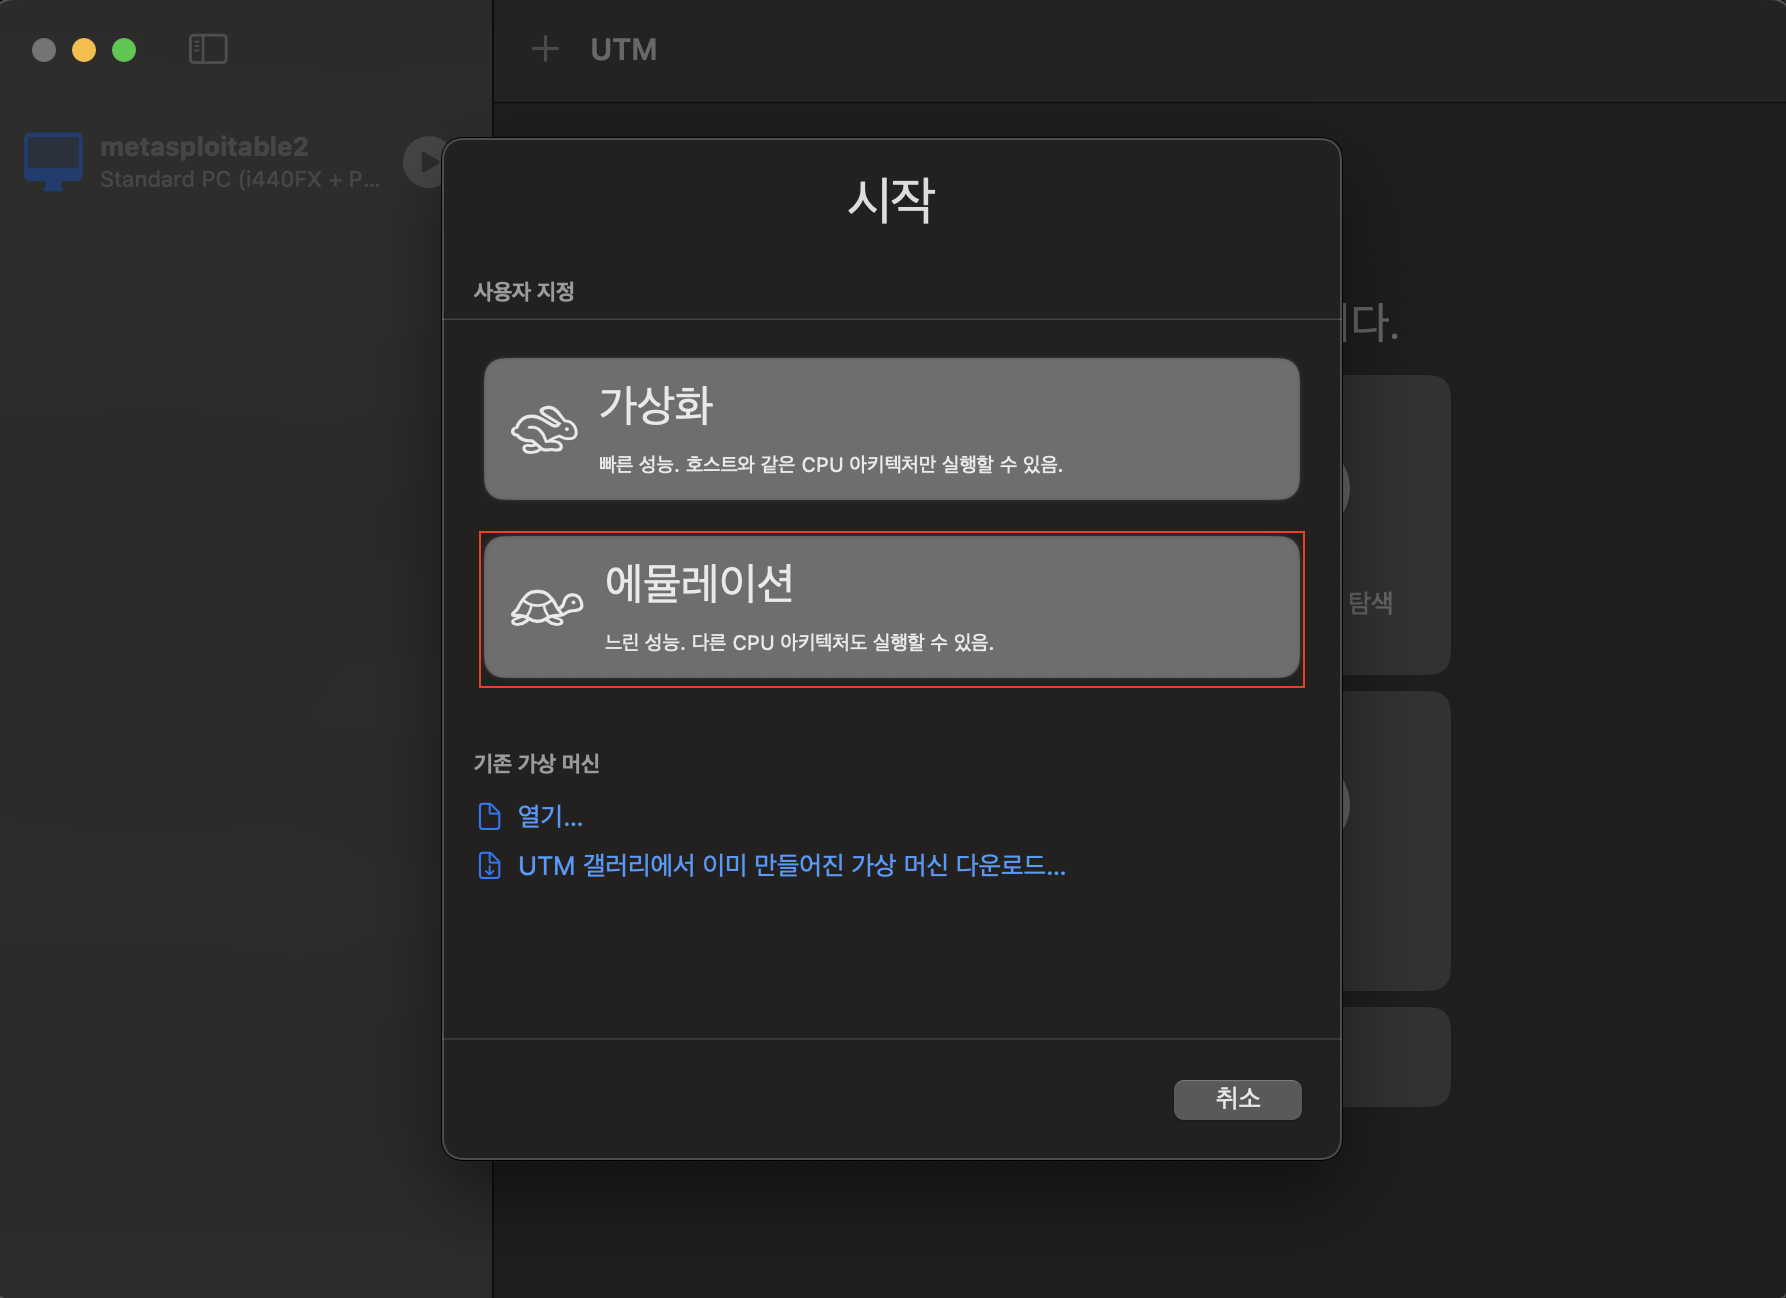 UTM
metasploitable2
Standard PC (i440FX + P...
시작
사용자 지정
가상화
빠른 성능. 호스트와 같은 CPU 아키텍처만 실행할 수 있음.
에뮬레이션
느린 성능. 다른 CPU 아키텍처도 실행할 수 있음.
기존 가상 머신
열기...
UTM 갤러리에서 이미 만들어진 가상 머신 다운로드...
취소
다.
탐색